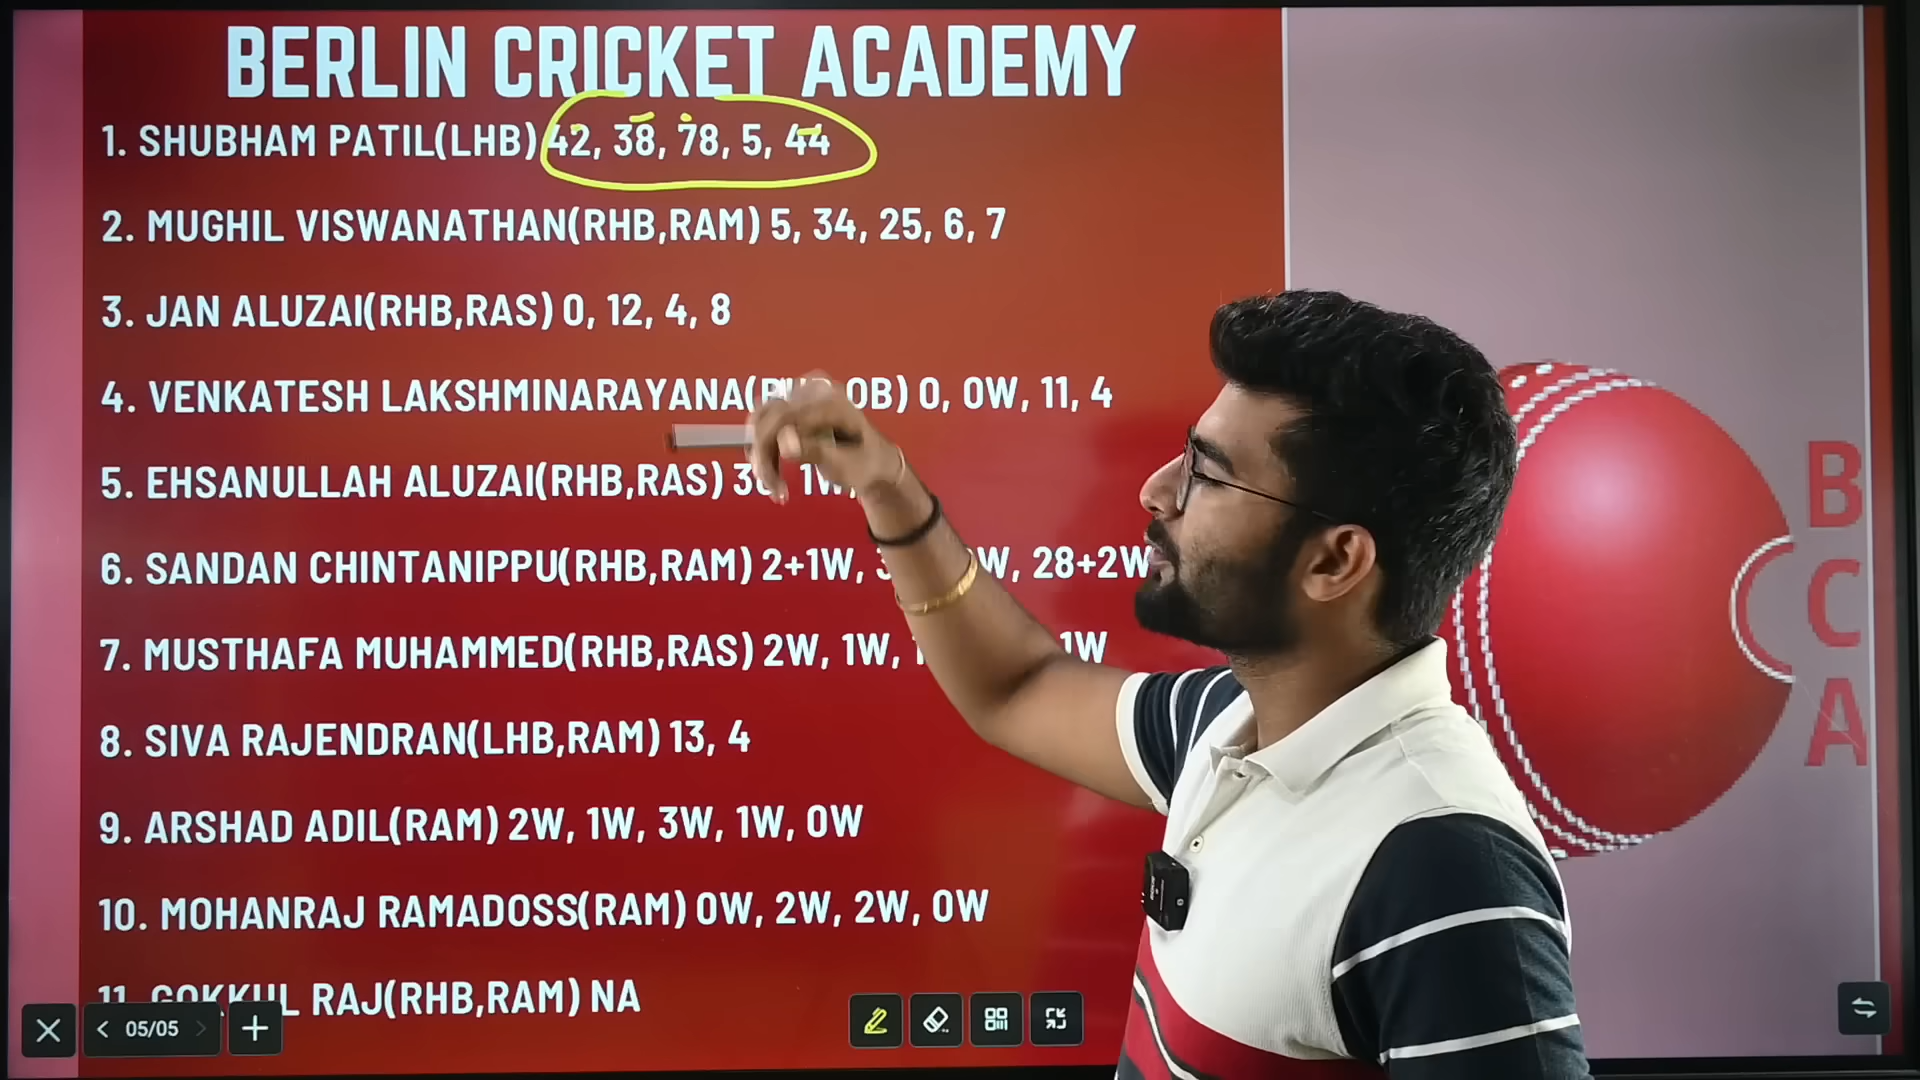 BERLIN CRICKET ACADEMY
1. SHUBHAM PATIL(LHB) 42, 38, 78, 5, 44
2. MUGHIL VISWANATHAN(RHB,RAM) 5, 34, 25, 6, 7
3. JAN ALUZAI(RHB,RAS) 0, 12, 4, 8
4. VENKATESH LAKSHMINARAYANA( OB) 0, 0W, 11, 4
5. EHSANULLAH ALUZAI(RHB,RAS)
6. SANDAN CHINTANIPPU(RHB,RAM) 2+1W, 28+2W
7. MUSTHAFA MUHAMMED(RHB,RAS) 2W, 1W, 1W
8. SIVA RAJENDRAN(LHB,RAM) 13, 4
9. ARSHAD ADIL(RAM) 2W, 1W, 3W, 1W, 0W
10. MOHANRAJ RAMADOSS(RAM) 0W, 2W, 2W, 0W
11. GOKKUL RAJ(RHB,RAM) NA
05/05
B
C
A